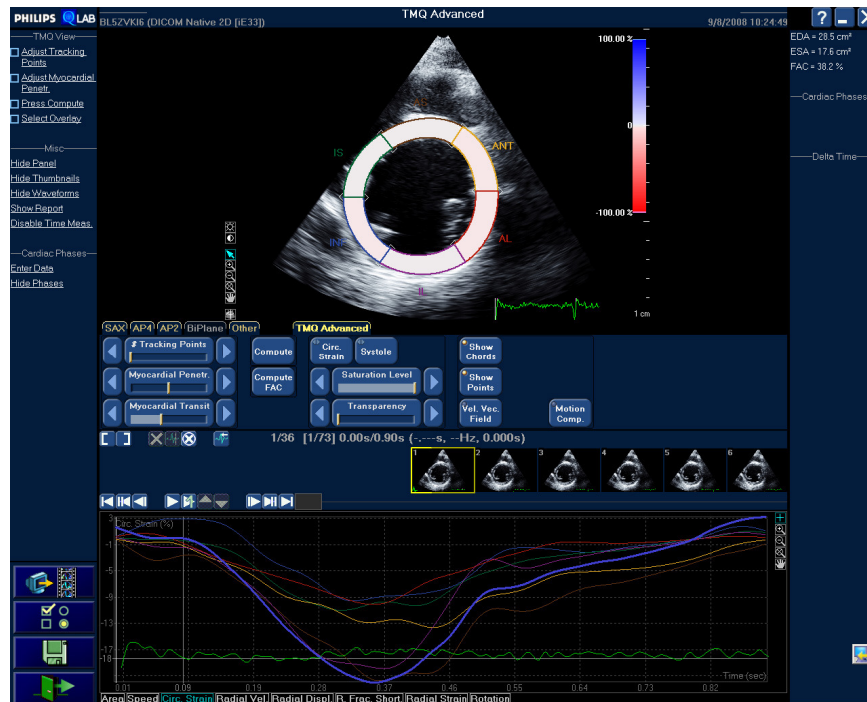 PHILIPS QLAB
BL5ZVKI6 (DICOM Native 2D [iE33])
TMQ Advanced
9/8/2008 10:24:49
TMQ View
Adjust Tracking
Points
Adjust Myocardial
Penetr.
Press Compute
Select Overlay
Misc
Hide Panel
Hide Thumbnails
Hide Waveforms
Show Report
Disable Time Meas.
Cardiac Phases
Enter Data
Hide Phases
100.00 %
0
-100.00 %
1 cm
IS
ANT
AL
IL
EDA = 28.5 cm²
ESA = 17.6 cm²
FAC = 38.2 %
Cardiac Phases
Delta Time
SAX AP4 AP2 BiPlane Other TMQ Advanced
# Tracking Points
Myocardial Penetr.
Myocardial Transit
Compute
Compute
FAC
Circ.
Strain
Systole
Saturation Level
Transparency
Show
Chords
Show
Points
Vel. Vec.
Field
Motion
Comp.
1/36 [1/73] 0.00s/0.90s (-.---s, --Hz, 0.000s)
1 2 3 4 5 6
Circ. Strain (%)
3
-1
-5
-9
-13
-17
-18
0.01 0.09 0.19 0.28 0.37 0.46 0.55 0.64 0.73 0.82
Time (sec)
Area Speed Circ. Strain Radial Vel. Radial Displ. R. Frac. Short. Radial Strain Rotation